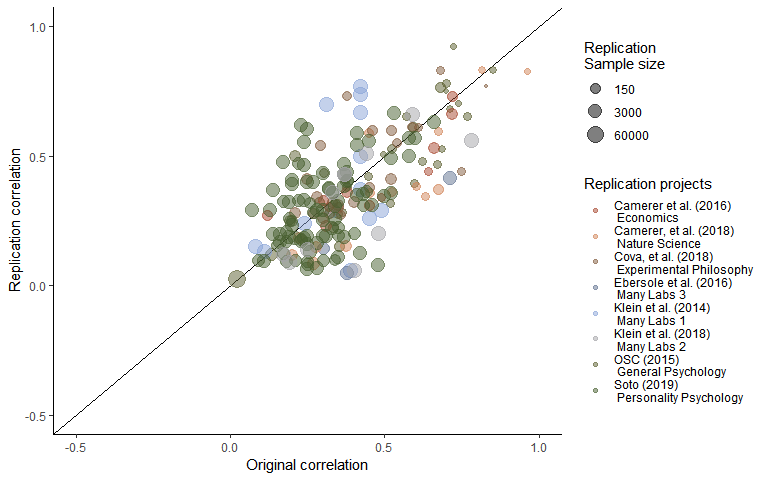 1.0
0.5
0.0
-0.5
Replication correlation
-0.5
0.0
0.5
1.0
Original correlation
Replication
Sample size
150
3000
60000
Replication projects
Camerer et al. (2016)
Economics
Camerer, et al. (2018)
Nature Science
Cova, et al. (2018)
Experimental Philosophy
Ebersole et al. (2016)
Many Labs 3
Klein et al. (2014)
Many Labs 1
Klein et al. (2018)
Many Labs 2
OSC (2015)
General Psychology
Soto (2019)
Personality Psychology